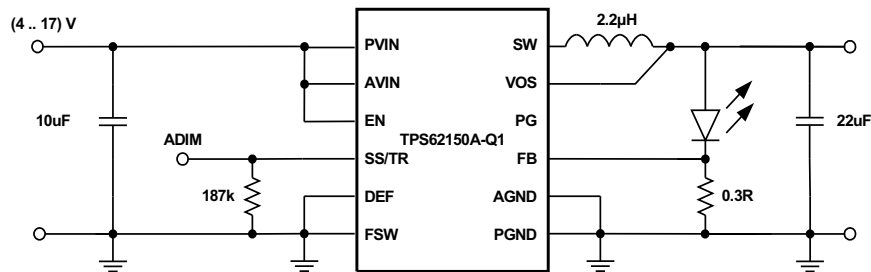 (4 .. 17) V
10uF
ADIM
187k
PVIN
AVIN
EN
SS/TR
DEF
FSW
TPS62150A-Q1
SW
VOS
PG
FB
AGND
PGND
2.2µH
0.3R
22uF